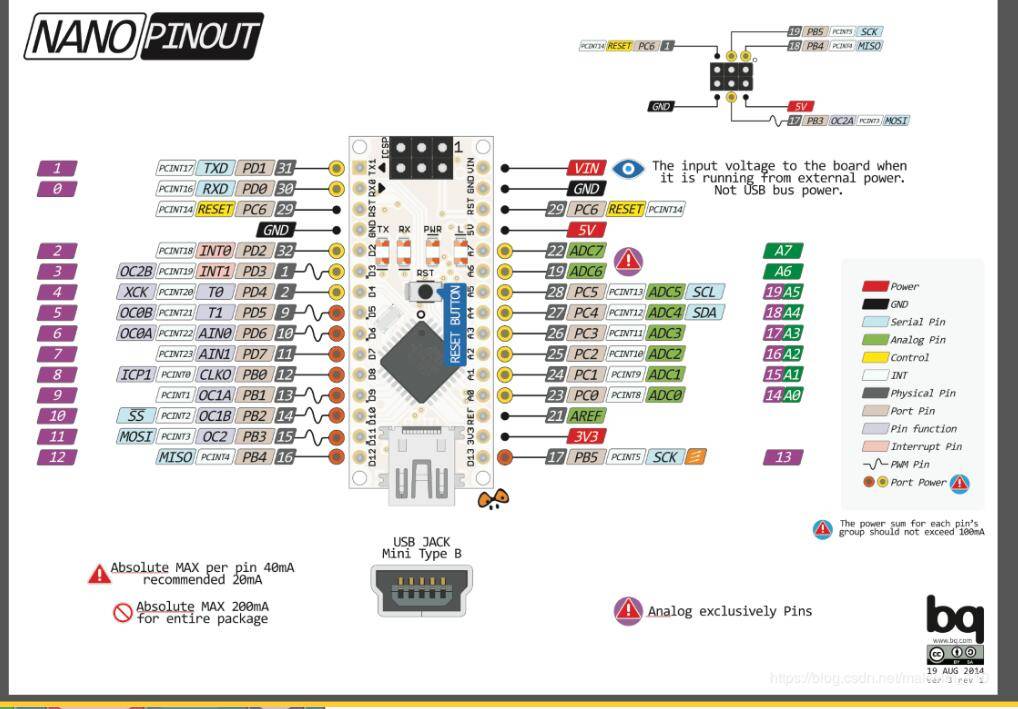 NANO PINOUT
PCINT14 RESET PC6 1
19 PB5 PCINT5 SCK
18 PB4 PCINT4 MISO
GND
5V
17 PB3 OC2A PCINT3 MOSI
ICSP 1
1 PCINT17 TXD PD1 31 TX1 VIN VIN
The input voltage to the board when
it is running from external power.
Not USB bus power.
0 PCINT16 RXD PD0 30 RX0 GND GND
PCINT14 RESET PC6 29 RST RST 29 PC6 RESET PCINT14
GND GND 5V 5V
TX RX PWR L
2 PCINT18 INT0 PD2 32 D2 A7 22 ADC7 A7
3 OC2B PCINT19 INT1 PD3 1 D3 A6 19 ADC6 A6
RST
4 XCK PCINT20 T0 PD4 2 D4 A5 28 PC5 PCINT13 ADC5 SCL 19 A5
5 OC0B PCINT21 T1 PD5 9 D5 A4 27 PC4 PCINT12 ADC4 SDA 18 A4
6 OC0A PCINT22 AIN0 PD6 10 D6 A3 26 PC3 PCINT11 ADC3 17 A3
RESET BUTTON
7 PCINT23 AIN1 PD7 11 D7 A2 25 PC2 PCINT10 ADC2 16 A2
8 ICP1 PCINT0 CLKO PB0 12 D8 A1 24 PC1 PCINT9 ADC1 15 A1
9 PCINT1 OC1A PB1 13 D9 A0 23 PC0 PCINT8 ADC0 14 A0
10 SS PCINT2 OC1B PB2 14 D10 REF 21 AREF
11 MOSI PCINT3 OC2 PB3 15 D11 3V3 3V3
12 MISO PCINT4 PB4 16 D12 D13 17 PB5 PCINT5 SCK 13
Power
GND
Serial Pin
Analog Pin
Control
INT
Physical Pin
Port Pin
Pin function
Interrupt Pin
PWM Pin
Port Power
The power sum for each pin's
group should not exceed 100mA
USB JACK
Mini Type B
Absolute MAX per pin 40mA
recommended 20mA
Absolute MAX 200mA
for entire package
Analog exclusively Pins
bq
www.bq.com
cc BY SA
19 AUG 2014
ver 3 rev 1